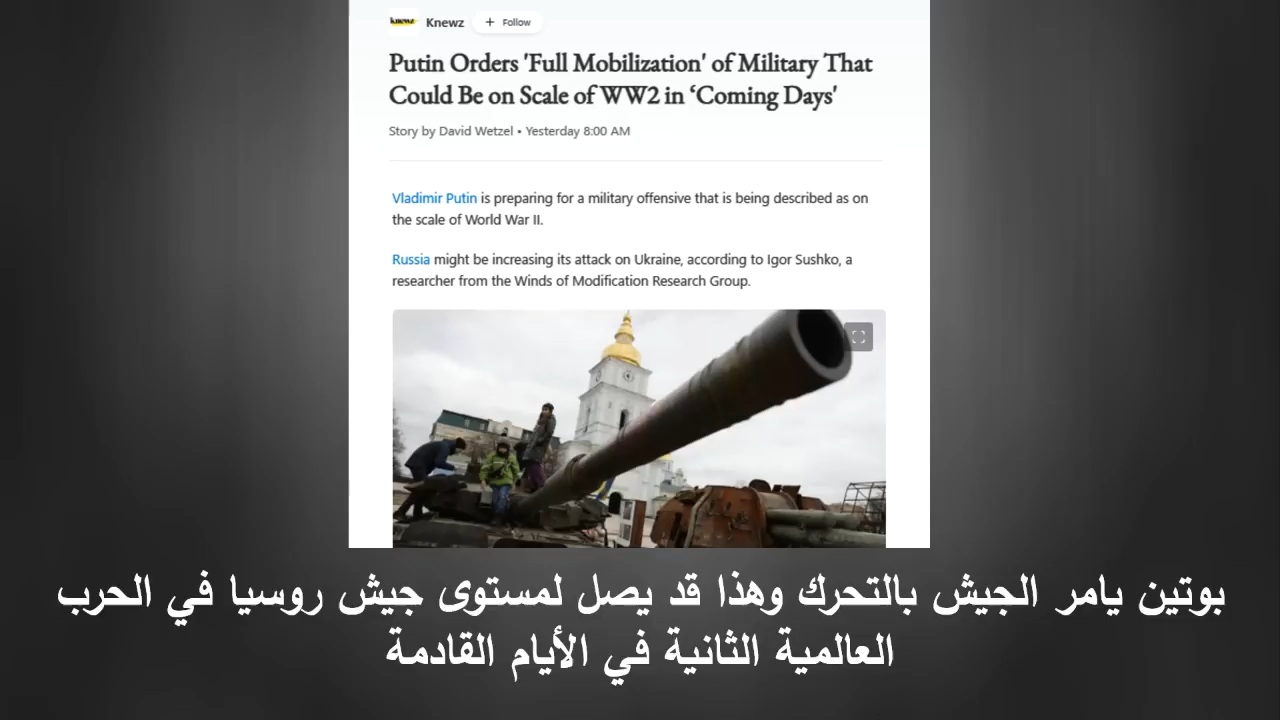 knewz Knewz + Follow
Putin Orders 'Full Mobilization' of Military That
Could Be on Scale of WW2 in ‘Coming Days'
Story by David Wetzel • Yesterday 8:00 AM
Vladimir Putin is preparing for a military offensive that is being described as on
the scale of World War II.
Russia might be increasing its attack on Ukraine, according to Igor Sushko, a
researcher from the Winds of Modification Research Group.
بوتين يامر الجيش بالتحرك وهذا قد يصل لمستوى جيش روسيا في الحرب
العالمية الثانية في الأيام القادمة